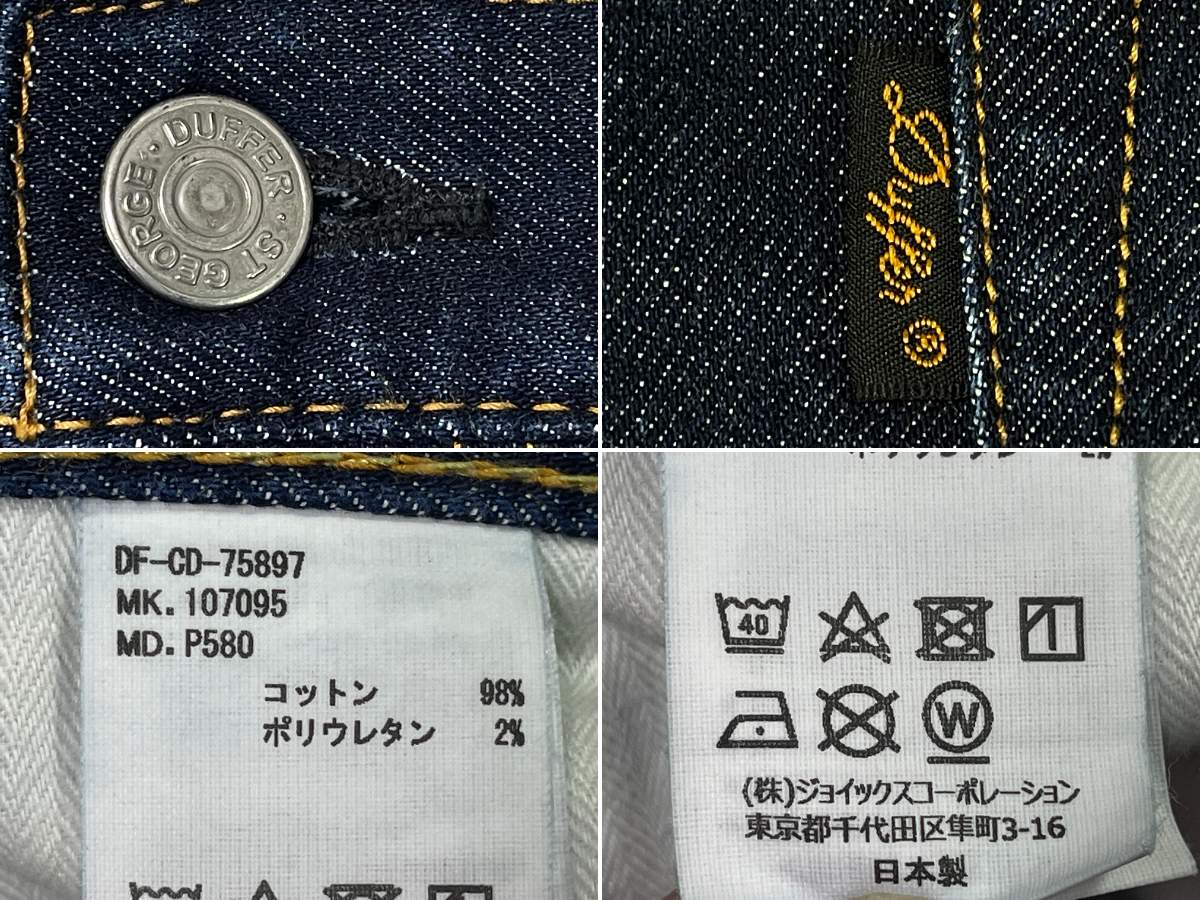 DUFFER · ST GEORGE ·
Duffer ®
DF-CD-75897
MK. 107095
MD. P580
コットン 98%
ポリウレタン 2%
40
W
(株)ジョイックスコーポレーション
東京都千代田区隼町3-16
日本製